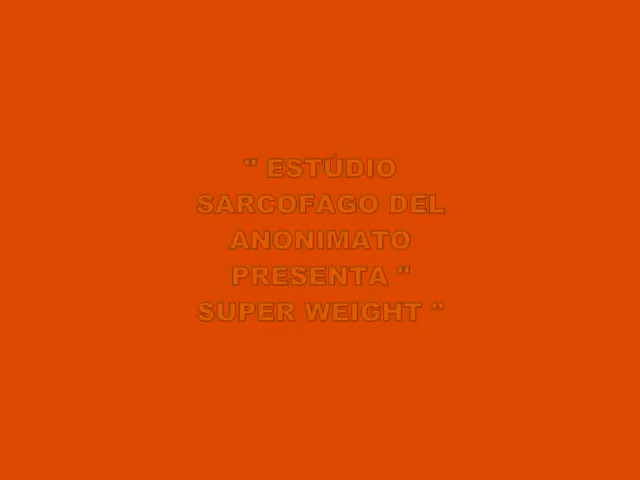 " ESTÚDIO
SARCOFAGO DEL
ANONIMATO
PRESENTA "
SUPER WEIGHT "